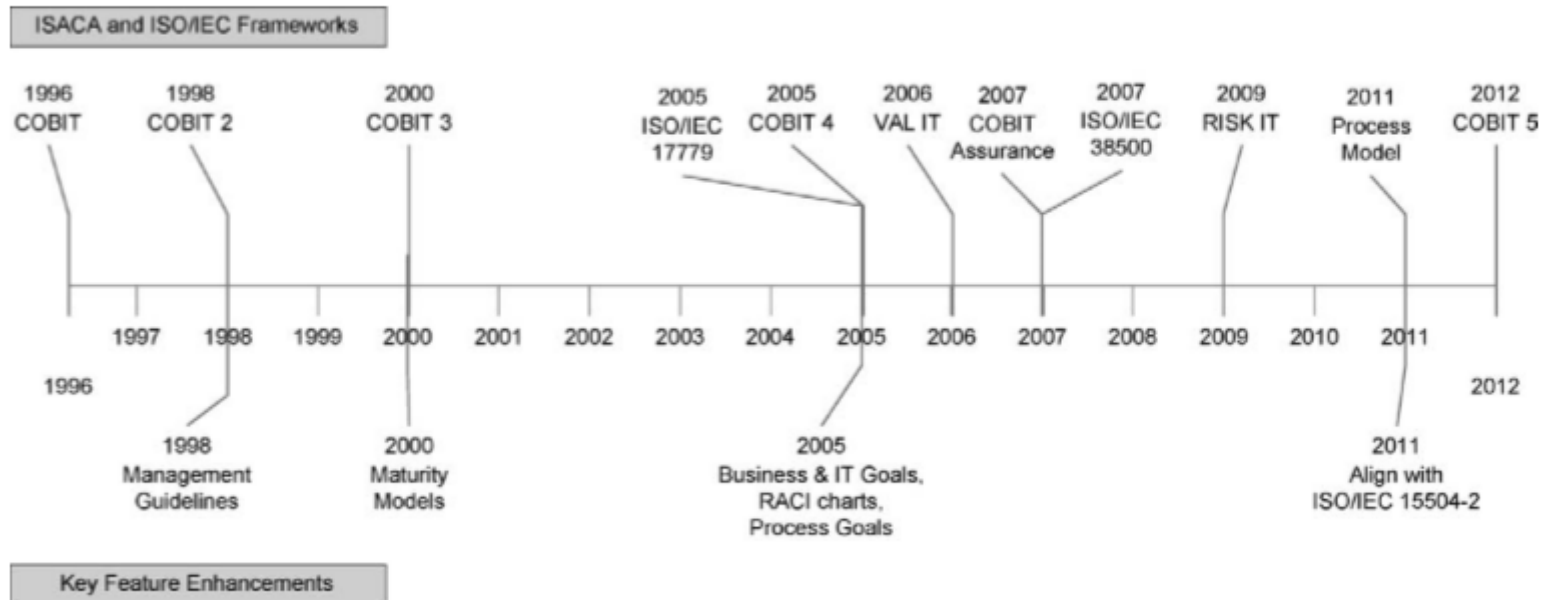 ISACA and ISO/IEC Frameworks
1996
COBIT
1998
COBIT 2
2000
COBIT 3
2005
ISO/IEC
17779
2005
COBIT 4
2006
VAL IT
2007
COBIT
Assurance
2007
ISO/IEC
38500
2009
RISK IT
2011
Process
Model
2012
COBIT 5
1997 1998 1999 2000 2001 2002 2003 2004 2005 2006 2007 2008 2009 2010 2011
1996 2012
1998
Management
Guidelines
2000
Maturity
Models
2005
Business & IT Goals,
RACI charts,
Process Goals
2011
Align with
ISO/IEC 15504-2
Key Feature Enhancements